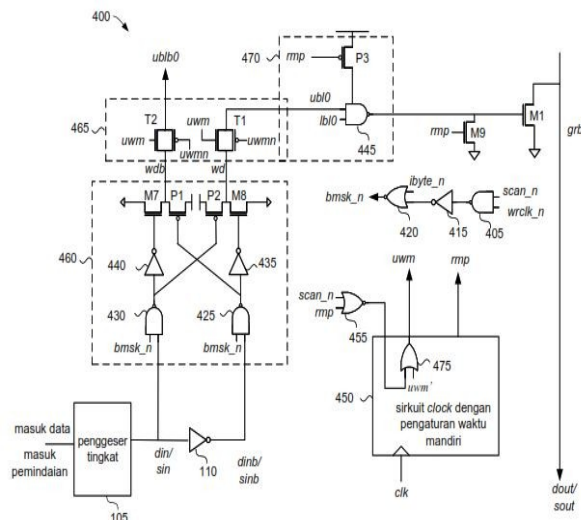 400
ublb0
470
rmp
P3
ubl0
lbl0
445
465
T2
uwm
uwmn
T1
uwm
uwmn
wdb
wd
rmp
M9
M1
grb
M7
P1
P2
M8
460
440
435
430
425
bmsk_n
bmsk_n
bmsk_n
ibyte_n
420
415
scan_n
wrclk_n
405
uwm
rmp
scan_n
rmp
455
475
uwm'
450
sirkuit clock dengan
pengaturan waktu
mandiri
clk
masuk data
masuk
pemindaian
penggeser
tingkat
105
din/
sin
110
dinb/
sinb
dout/
sout